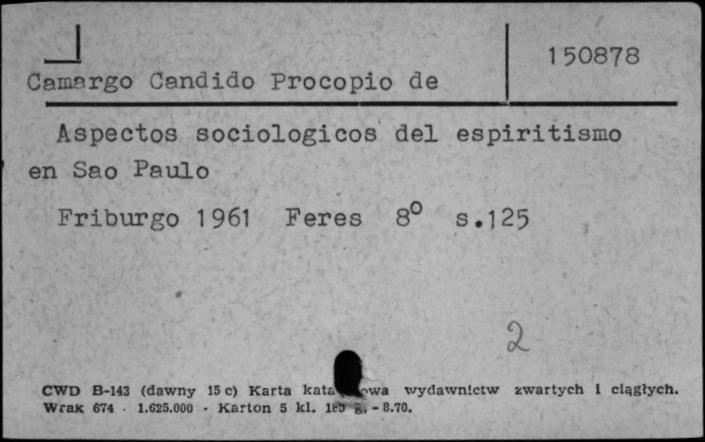 150878
Camargo Candido Procopio de
Aspectos sociologicos del espiritismo
en Sao Paulo
Friburgo 1961 Feres 8º s.125
2
CWD B-143 (dawny 15 c) Karta wydawnictw zwartych i ciągłych.
Wrak 674 - 1.625.000 - Karton 5 kl. g, - 8.70.